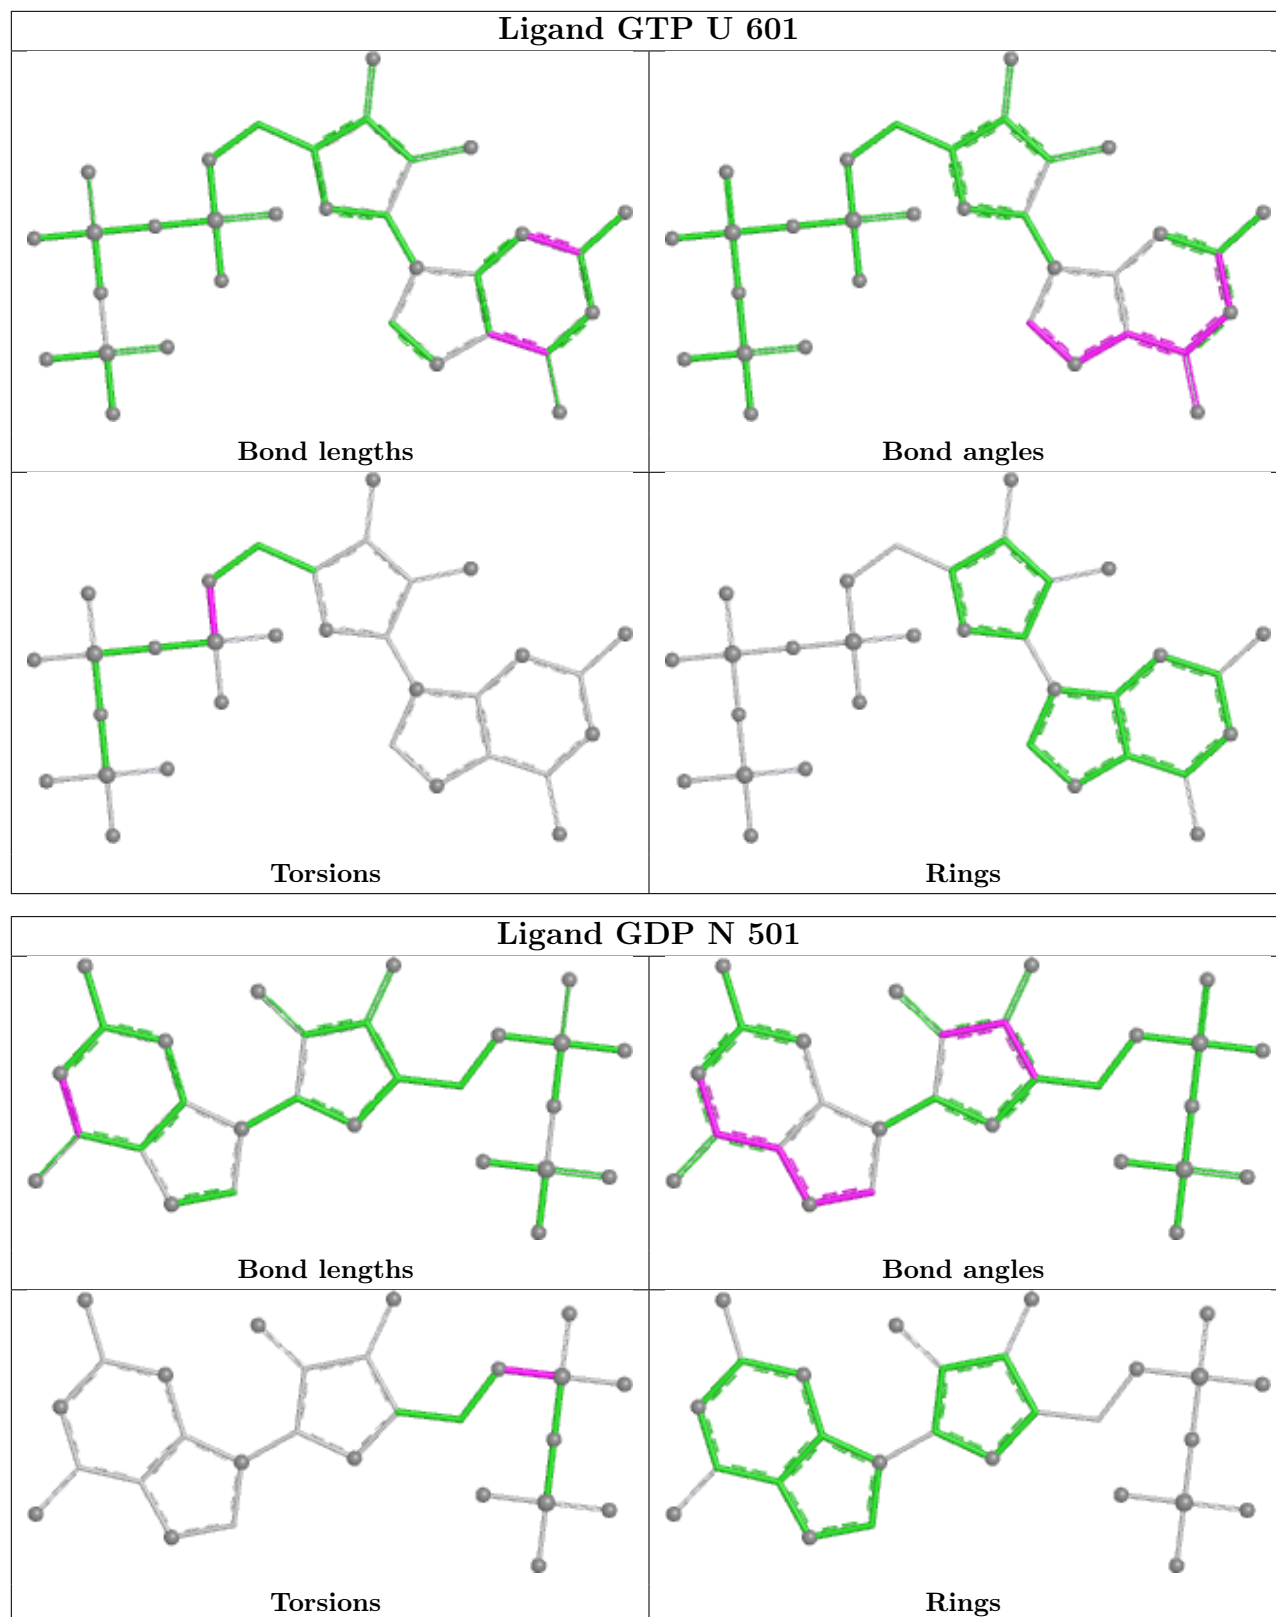 Ligand GTP U 601
Bond lengths
Bond angles
Torsions
Rings
Ligand GDP N 501
Bond lengths
Bond angles
Torsions
Rings